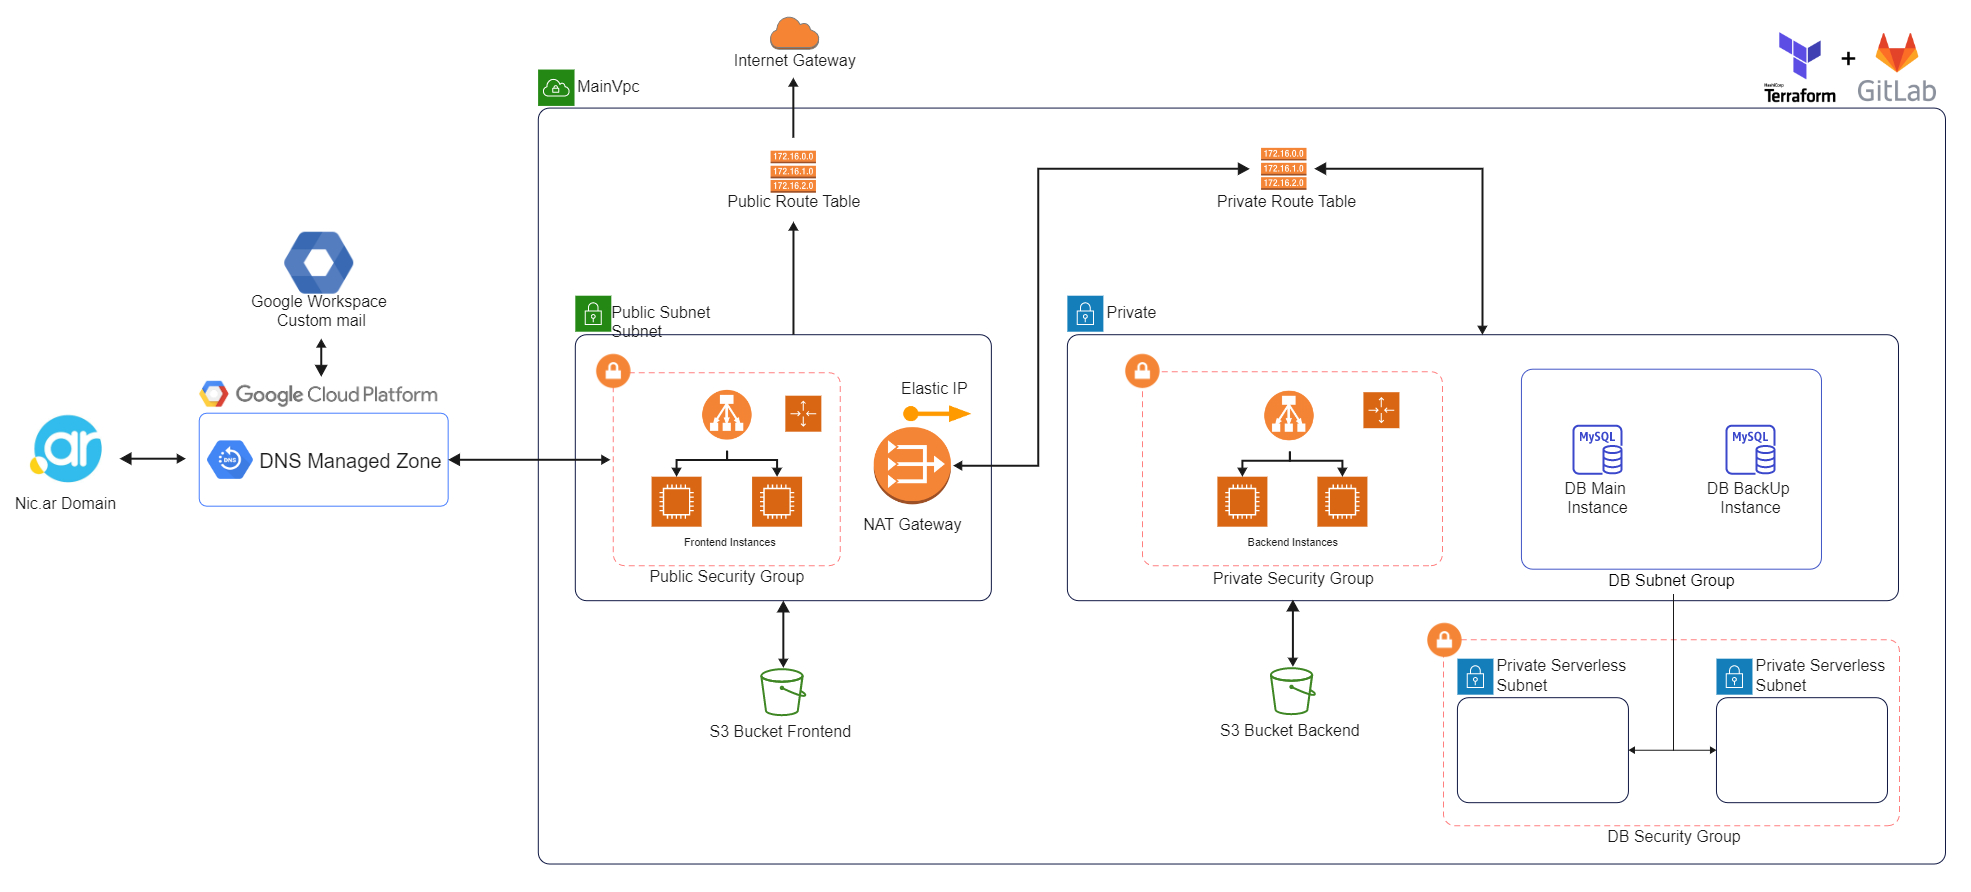 Internet Gateway
MainVpc
HashiCorp
Terraform
+
GitLab
172.16.0.0
172.16.1.0
172.16.2.0
Public Route Table
172.16.0.0
172.16.1.0
172.16.2.0
Private Route Table
Google Workspace
Custom mail
Google Cloud Platform
.ar
Nic.ar Domain
DNS
DNS Managed Zone
Public Subnet
Subnet
Private
Elastic IP
NAT Gateway
Frontend Instances
Public Security Group
Backend Instances
Private Security Group
MySQL
DB Main
Instance
MySQL
DB BackUp
Instance
DB Subnet Group
S3 Bucket Frontend
S3 Bucket Backend
Private Serverless
Subnet
Private Serverless
Subnet
DB Security Group